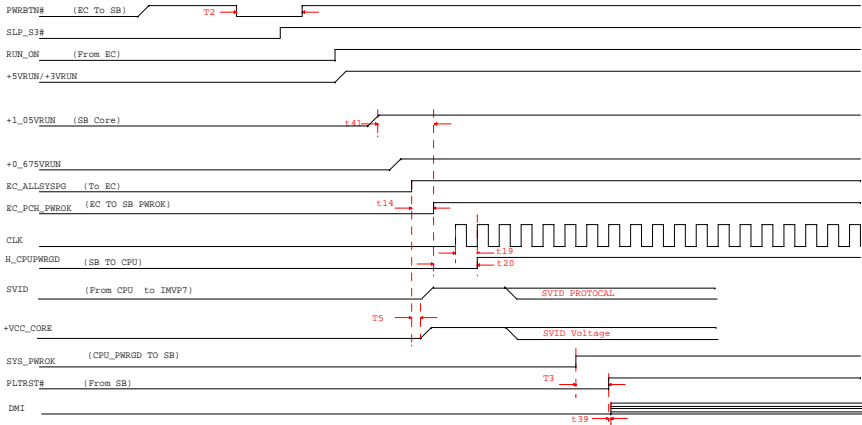 PWRBTN# (EC To SB)
T2
SLP_S3#
RUN_ON (From EC)
+5VRUN/+3VRUN
+1_05VRUN (SB Core)
t41
+0_675VRUN
EC_ALLSYSPG (To EC)
t14
EC_PCH_PWROK (EC TO SB PWROK)
CLK
t19
H_CPUPWRGD (SB TO CPU)
t20
SVID (From CPU to IMVP7)
SVID PROTOCAL
T5
+VCC_CORE
SVID Voltage
SYS_PWROK (CPU_PWRGD TO SB)
T3
PLTRST# (From SB)
DMI
t39